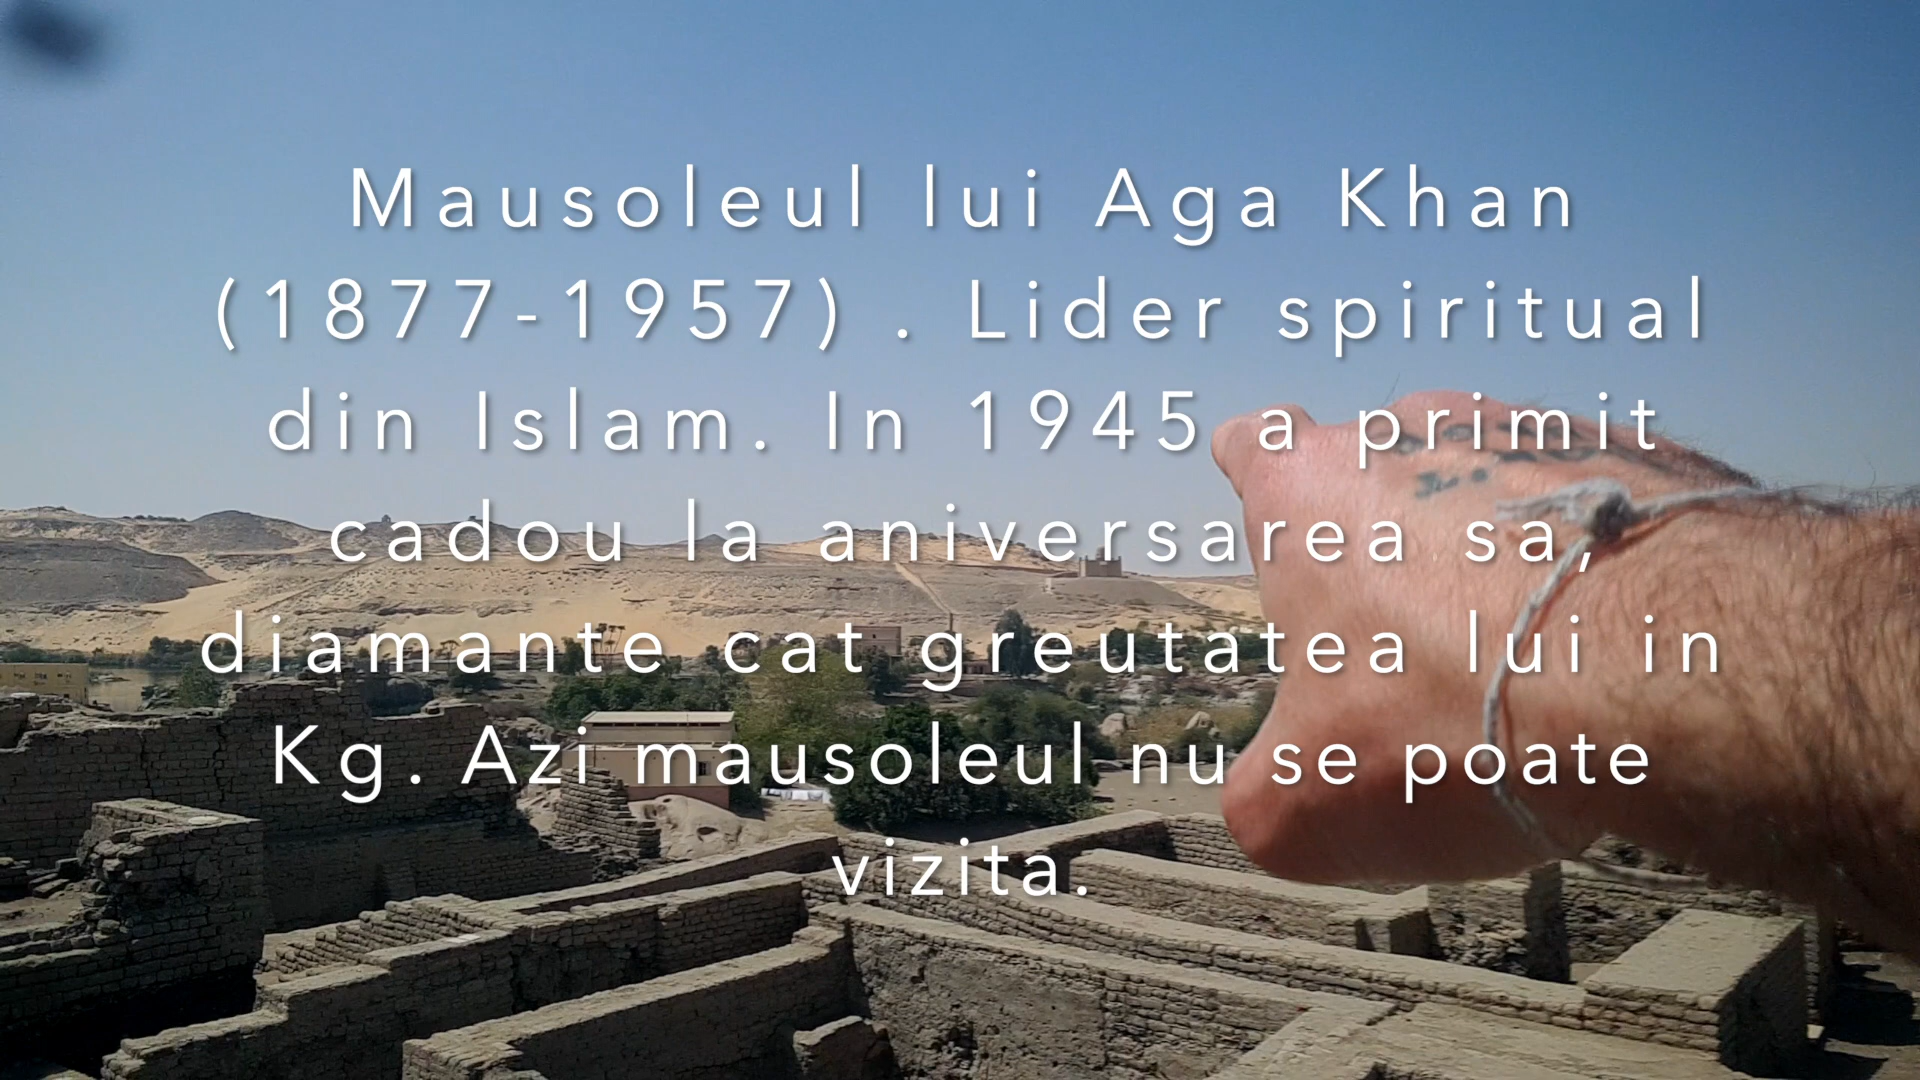 Mausoleul lui Aga Khan
(1877-1957) . Lider spiritual
din Islam. In 1945 a primit
cadou la aniversarea sa,
diamante cat greutatea lui in
Kg. Azi mausoleul nu se poate
vizita.